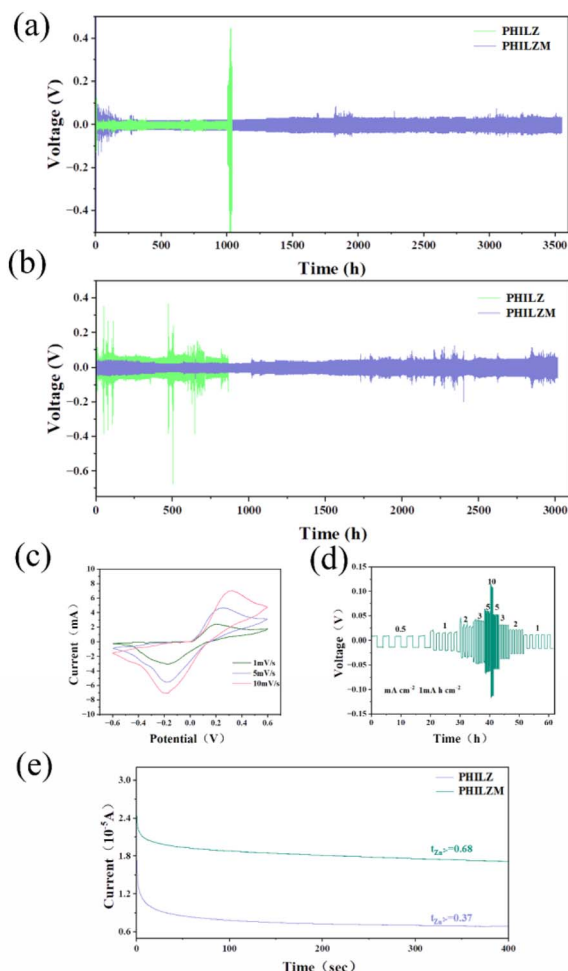 (a)
PHILZ
PHILZM
0.4
0.2
0.0
−0.2
−0.4
Voltage (V)
0 500 1000 1500 2000 2500 3000 3500
Time (h)
(b)
PHILZ
PHILZM
0.4
0.2
0.0
−0.2
−0.4
−0.6
Voltage (V)
0 500 1000 1500 2000 2500 3000
Time (h)
(c)
10
8
6
4
2
0
−2
−4
−6
−8
−10
Current (mA)
1mV/s
5mV/s
10mV/s
−0.6 −0.4 −0.2 0.0 0.2 0.4 0.6
Potential (V)
(d)
0.15
0.10
0.05
0.00
−0.05
−0.10
−0.15
Voltage (V)
0.5 1 2 3 5 10 5 3 2 1
mA cm⁻² 1mA h cm⁻²
0 10 20 30 40 50 60
Time (h)
(e)
PHILZ
PHILZM
3.0
2.4
1.8
1.2
0.6
Current (10⁻⁵A)
t Zn²⁺=0.68
t Zn²⁺=0.37
0 100 200 300 400
Time (sec)